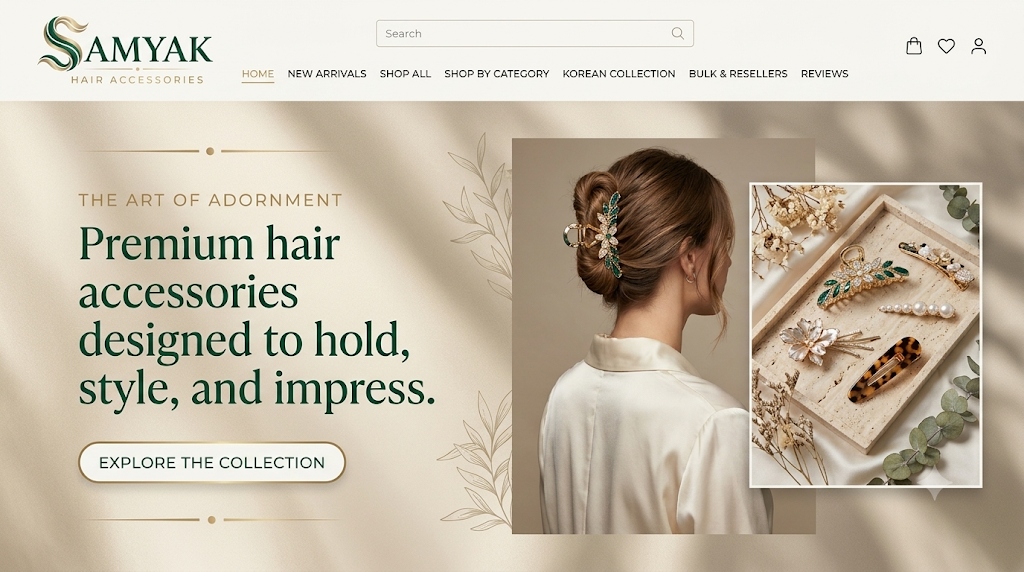 SAMYAK
HAIR ACCESSORIES
Search
HOME NEW ARRIVALS SHOP ALL SHOP BY CATEGORY KOREAN COLLECTION BULK & RESELLERS REVIEWS
THE ART OF ADORNMENT
Premium hair
accessories
designed to hold,
style, and impress.
EXPLORE THE COLLECTION